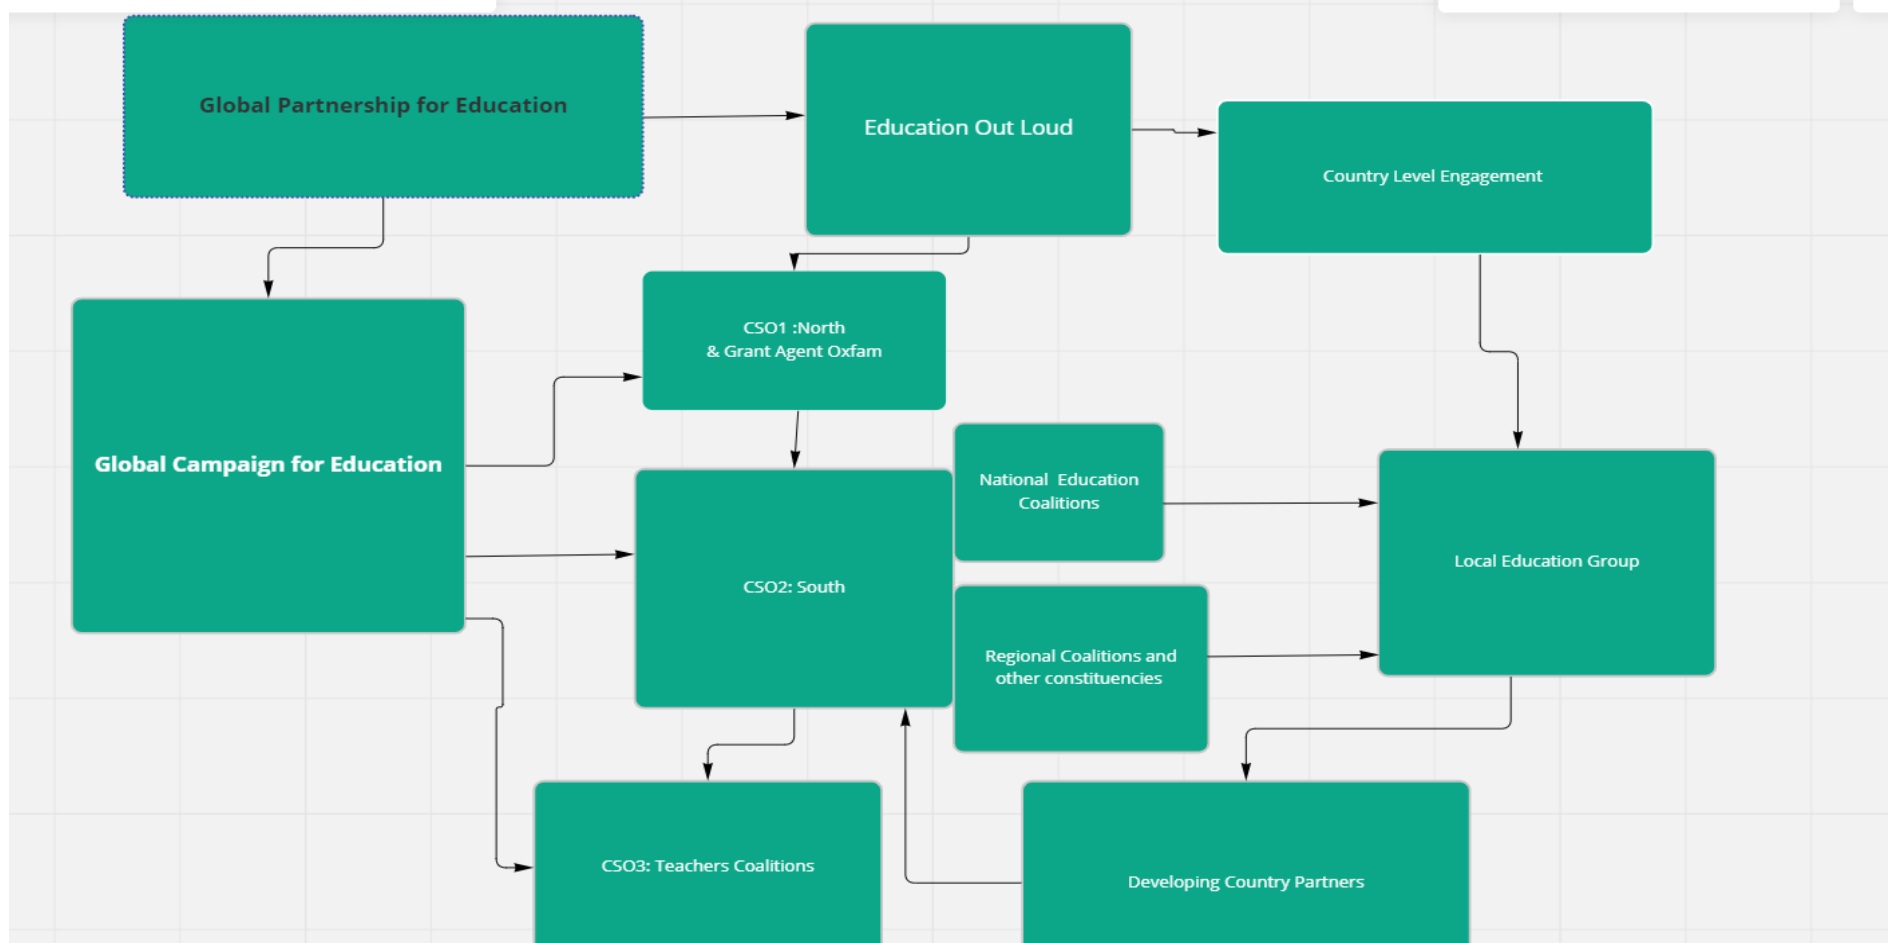 Global Partnership for Education
Education Out Loud
Country Level Engagement
CSO1 :North
& Grant Agent Oxfam
Global Campaign for Education
National  Education
Coalitions
Local Education Group
CSO2: South
Regional Coalitions and
other constituencies
CSO3: Teachers Coalitions
Developing Country Partners